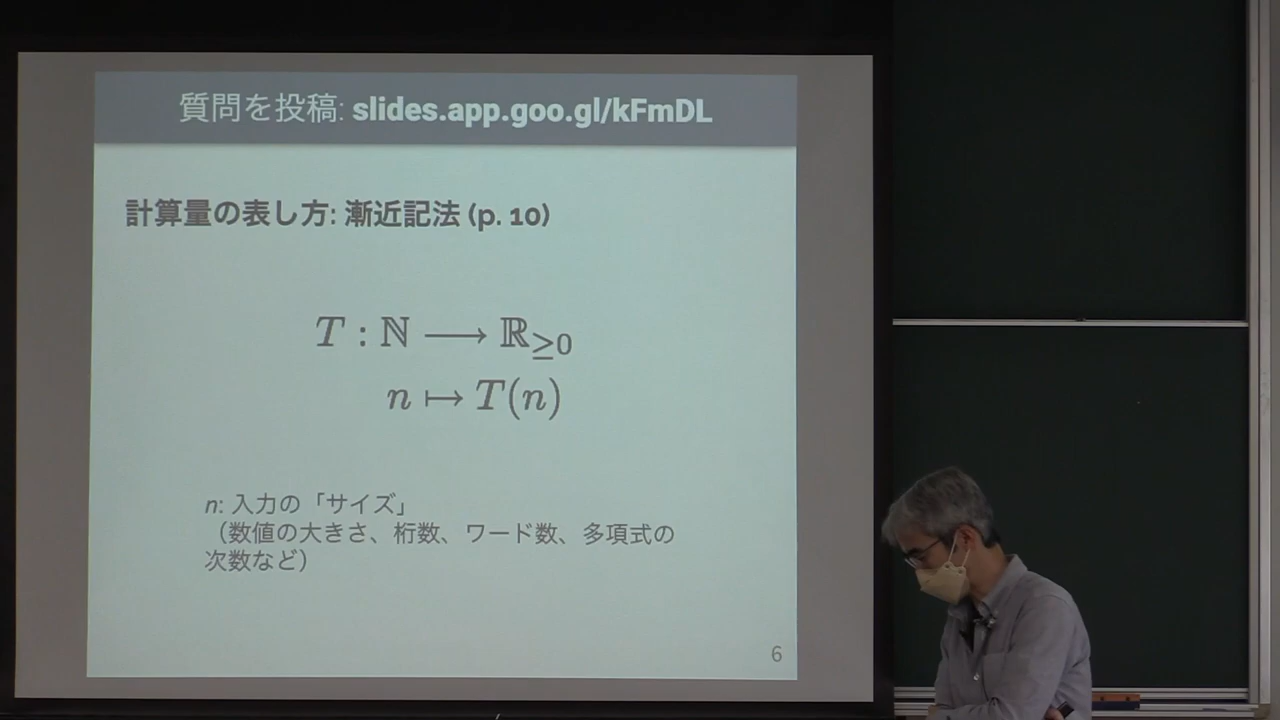 質問を投稿: slides.app.goo.gl/kFmDL
計算量の表し方: 漸近記法 (p. 10)
T : ℕ ⟶ ℝ≥0
n ↦ T(n)
n: 入力の「サイズ」
（数値の大きさ、桁数、ワード数、多項式の
次数など）
6